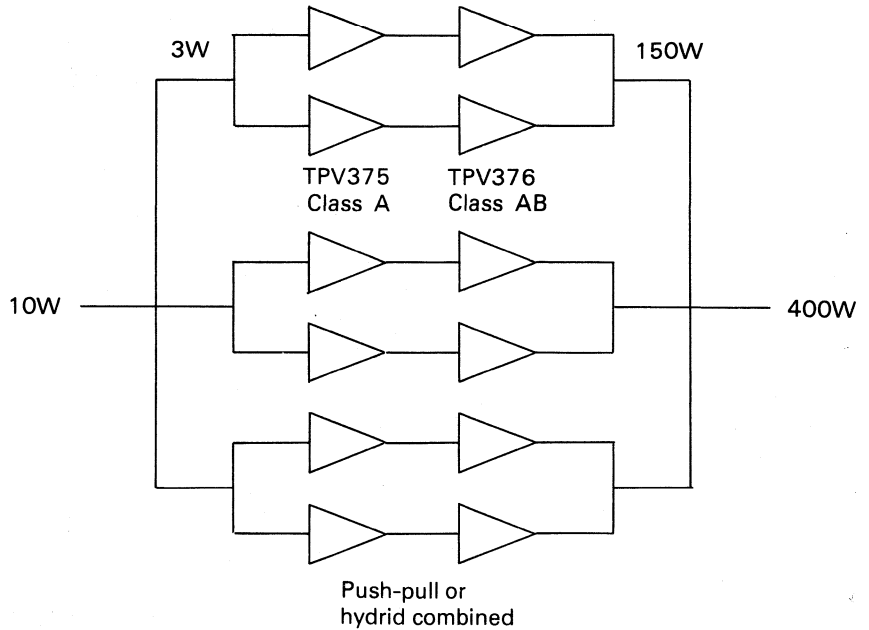 3W
150W
TPV375
Class A
TPV376
Class AB
10W
400W
Push-pull or
hydrid combined